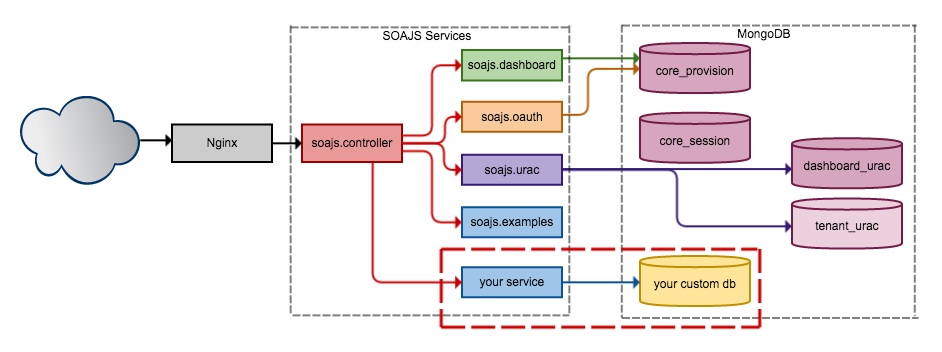 SOAJS Services
MongoDB
soajs.dashboard
core_provision
soajs.oauth
Nginx
soajs.controller
core_session
soajs.urac
dashboard_urac
soajs.examples
tenant_urac
your service
your custom db